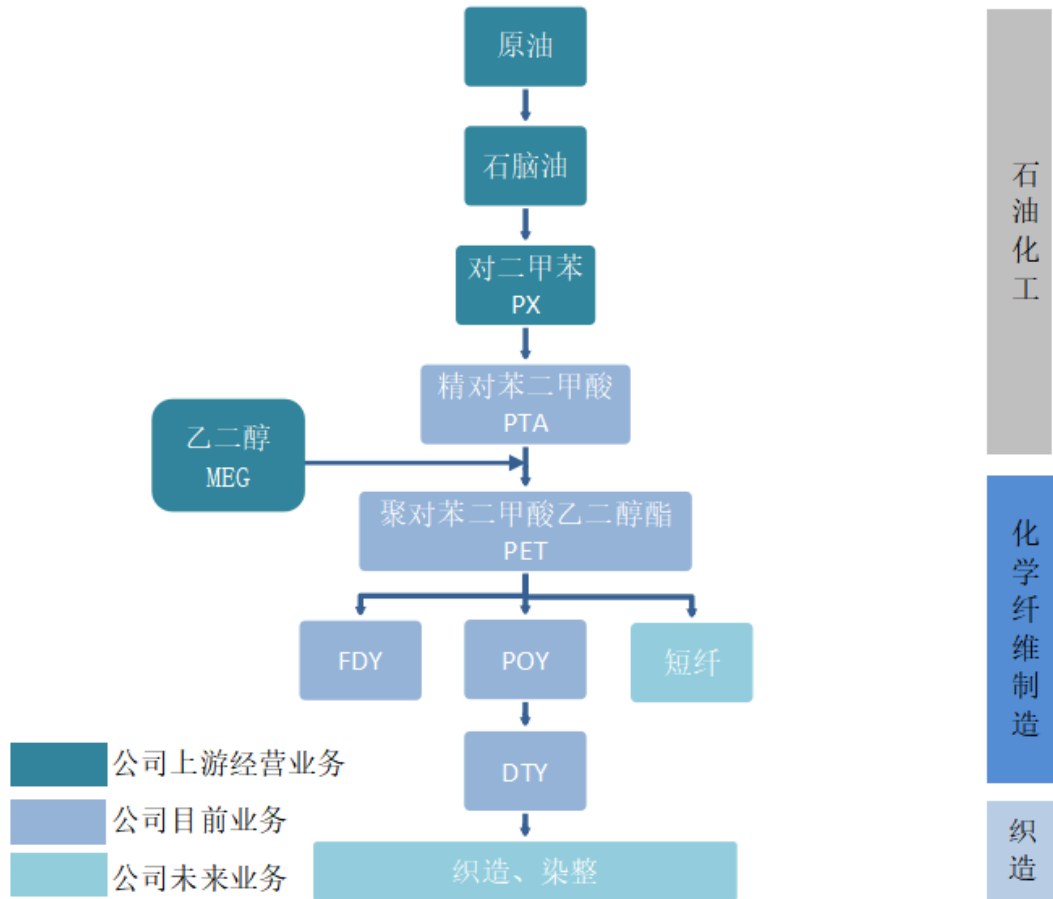 原油
石脑油
对二甲苯
PX
精对苯二甲酸
PTA
乙二醇
MEG
聚对苯二甲酸乙二醇酯
PET
FDY
POY
短纤
DTY
织造、染整
公司上游经营业务
公司目前业务
公司未来业务
石油化工
化学纤维制造
织造